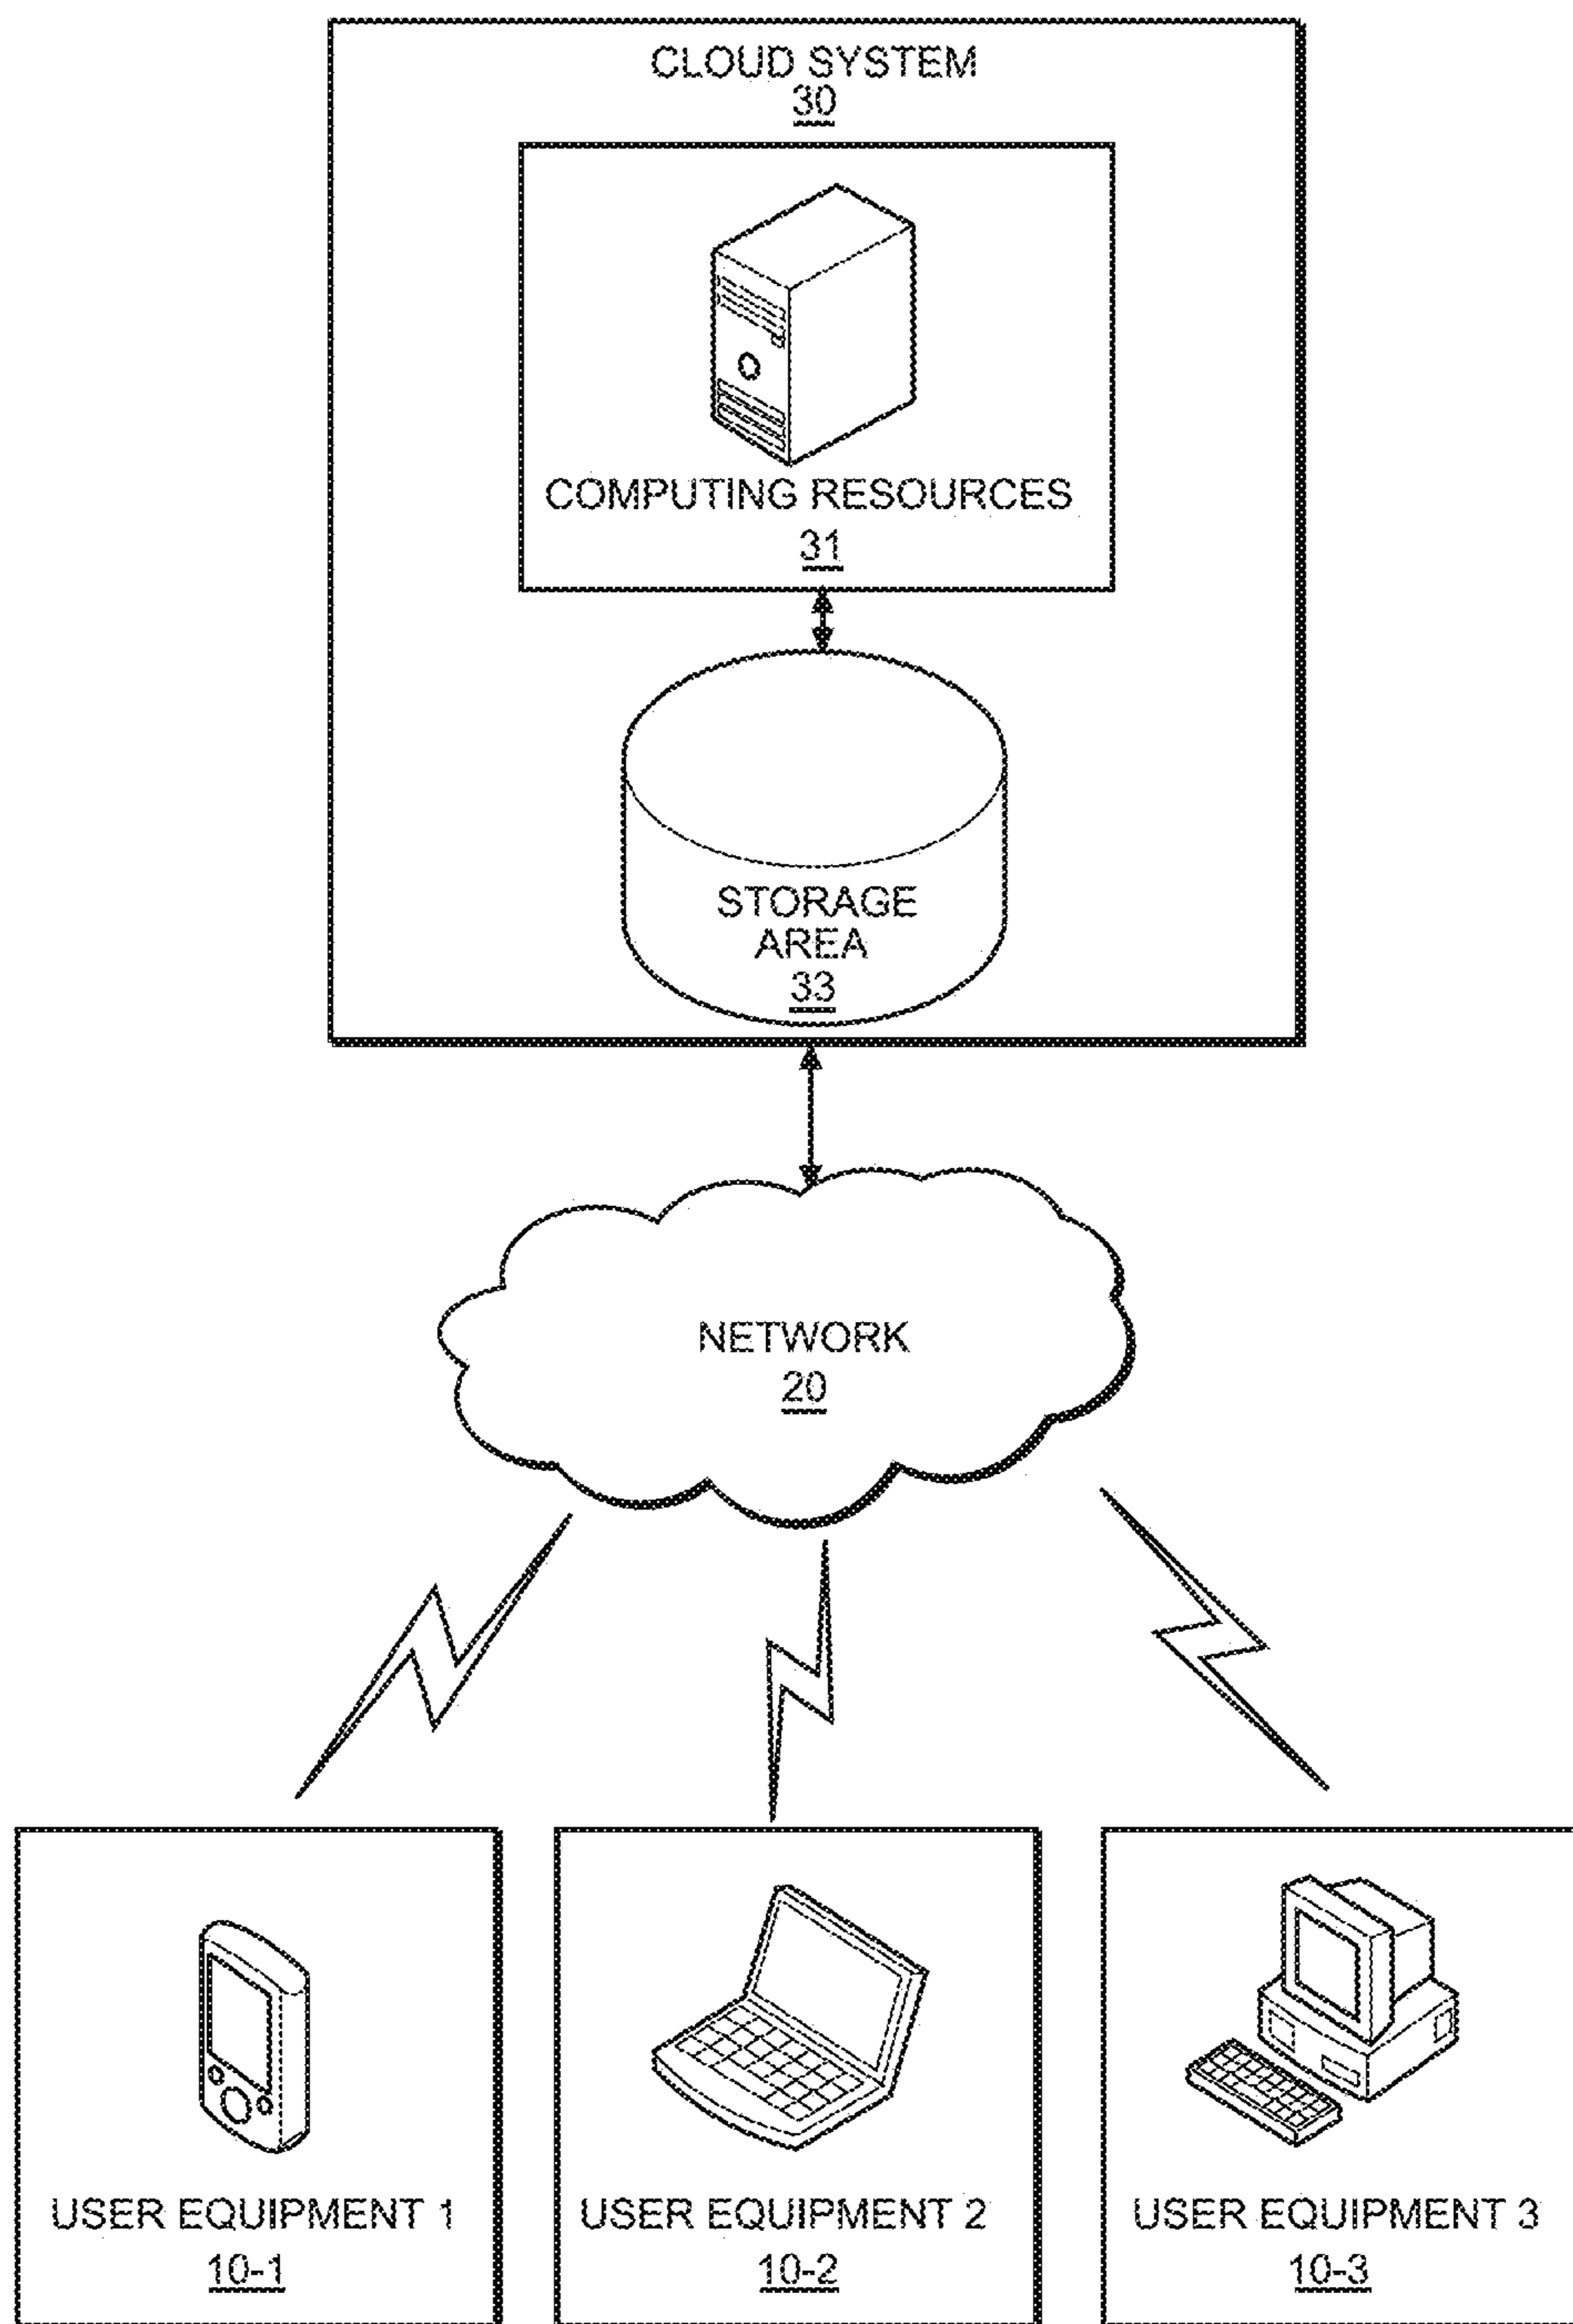 CLOUD SYSTEM
30
COMPUTING RESOURCES
31
STORAGE
AREA
33
NETWORK
20
USER EQUIPMENT 1
10-1
USER EQUIPMENT 2
10-2
USER EQUIPMENT 3
10-3